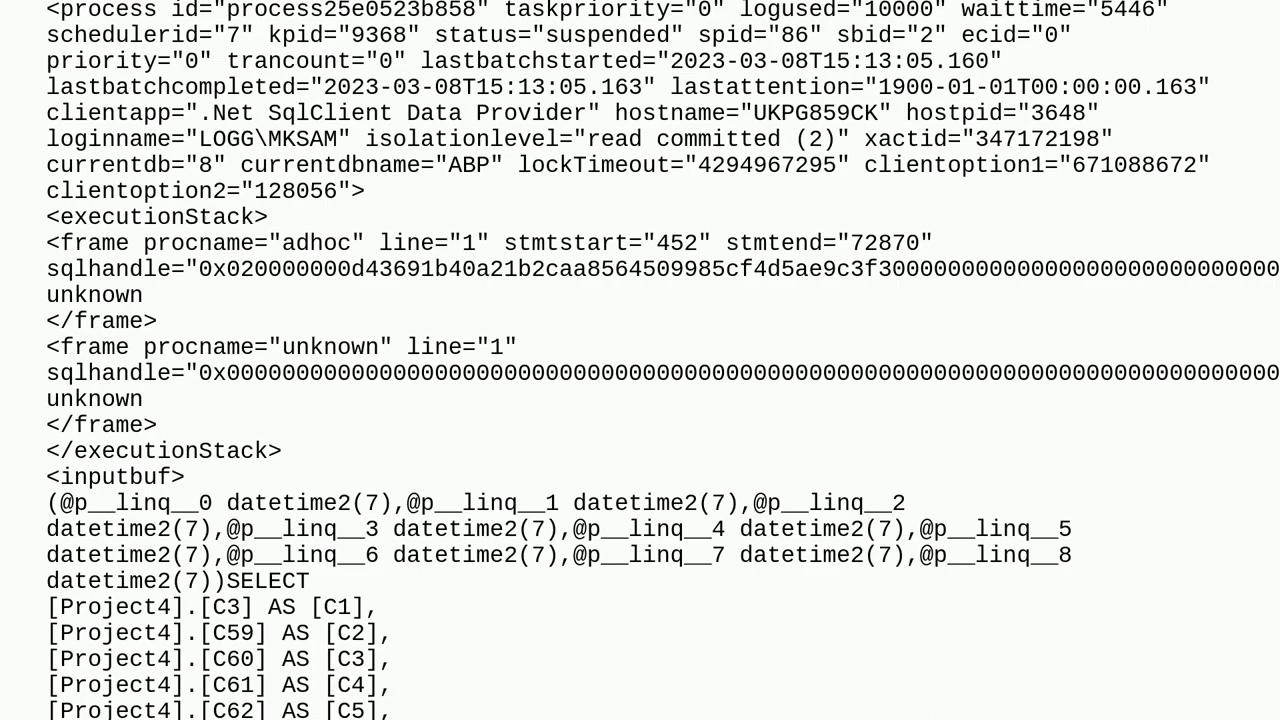 <process id="process25e0523b858" taskpriority="0" logused="10000" waittime="5446"
schedulerid="7" kpid="9368" status="suspended" spid="86" sbid="2" ecid="0"
priority="0" trancount="0" lastbatchstarted="2023-03-08T15:13:05.160"
lastbatchcompleted="2023-03-08T15:13:05.163" lastattention="1900-01-01T00:00:00.163"
clientapp=".Net SqlClient Data Provider" hostname="UKPG859CK" hostpid="3648"
loginname="LOGG\MKSAM" isolationlevel="read committed (2)" xactid="347172198"
currentdb="8" currentdbname="ABP" lockTimeout="4294967295" clientoption1="671088672"
clientoption2="128056">
<executionStack>
<frame procname="adhoc" line="1" stmtstart="452" stmtend="72870"
sqlhandle="0x020000000d43691b40a21b2caa8564509985cf4d5ae9c3f30000000000000000000000000000
unknown
</frame>
<frame procname="unknown" line="1"
sqlhandle="0x0000000000000000000000000000000000000000000000000000000000000000000000000000
unknown
</frame>
</executionStack>
<inputbuf>
(@p__linq__0 datetime2(7),@p__linq__1 datetime2(7),@p__linq__2
datetime2(7),@p__linq__3 datetime2(7),@p__linq__4 datetime2(7),@p__linq__5
datetime2(7),@p__linq__6 datetime2(7),@p__linq__7 datetime2(7),@p__linq__8
datetime2(7))SELECT
[Project4].[C3] AS [C1],
[Project4].[C59] AS [C2],
[Project4].[C60] AS [C3],
[Project4].[C61] AS [C4],
[Project4].[C62] AS [C5],